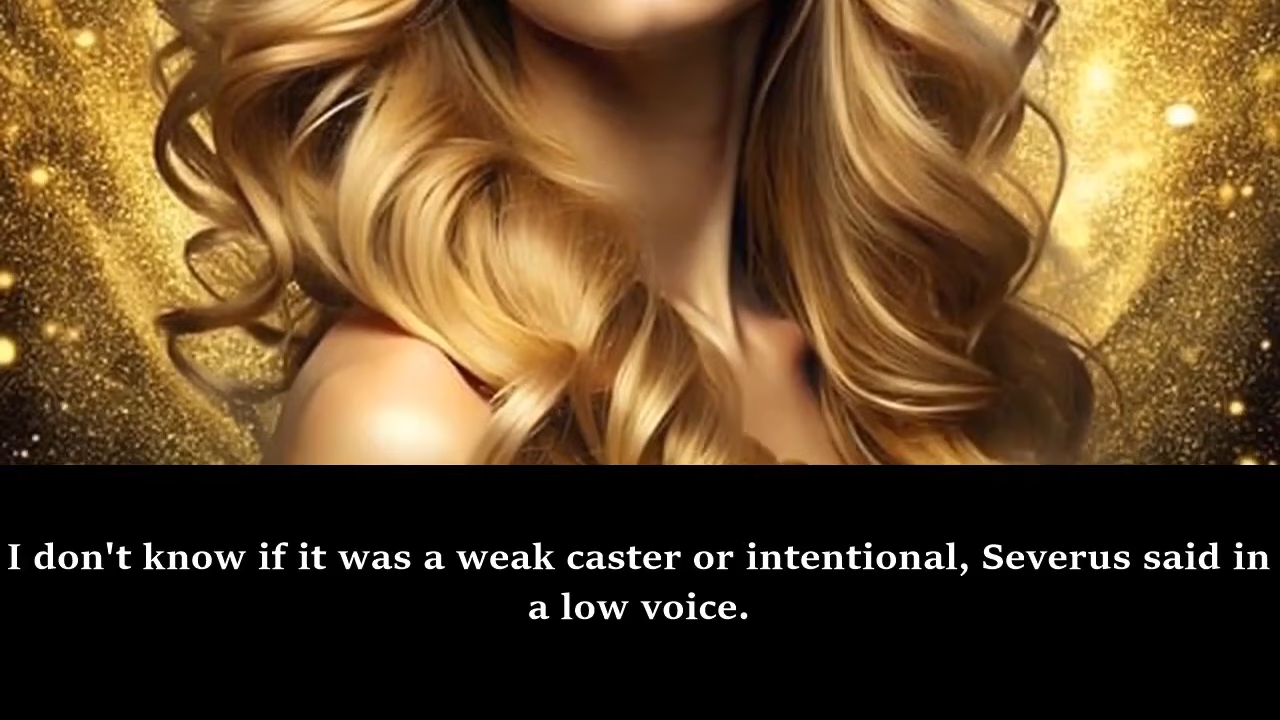 I don't know if it was a weak caster or intentional, Severus said in
a low voice.